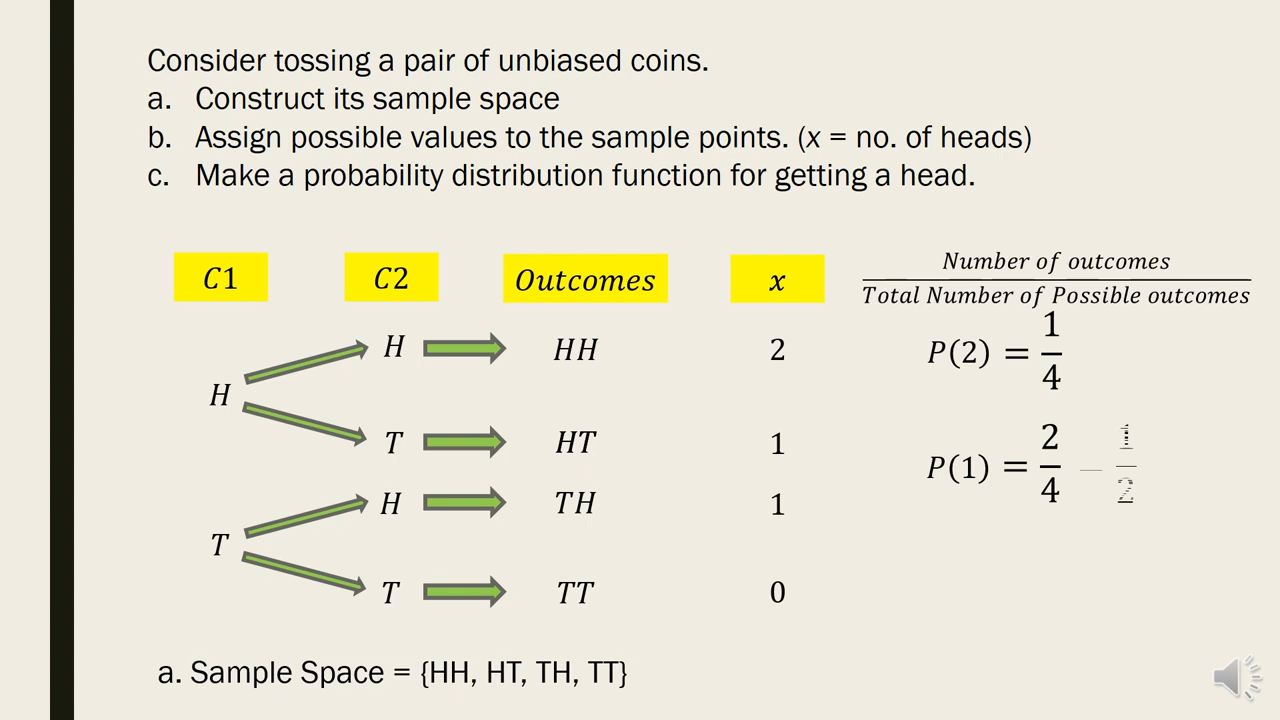 Consider tossing a pair of unbiased coins.
a. Construct its sample space
b. Assign possible values to the sample points. (x = no. of heads)
c. Make a probability distribution function for getting a head.
C1 C2 Outcomes x Number of outcomes / Total Number of Possible outcomes
H HH 2 P(2) = 1/4
H
T HT 1 P(1) = 2/4 1/2
H TH 1
T
T TT 0
a. Sample Space = {HH, HT, TH, TT}